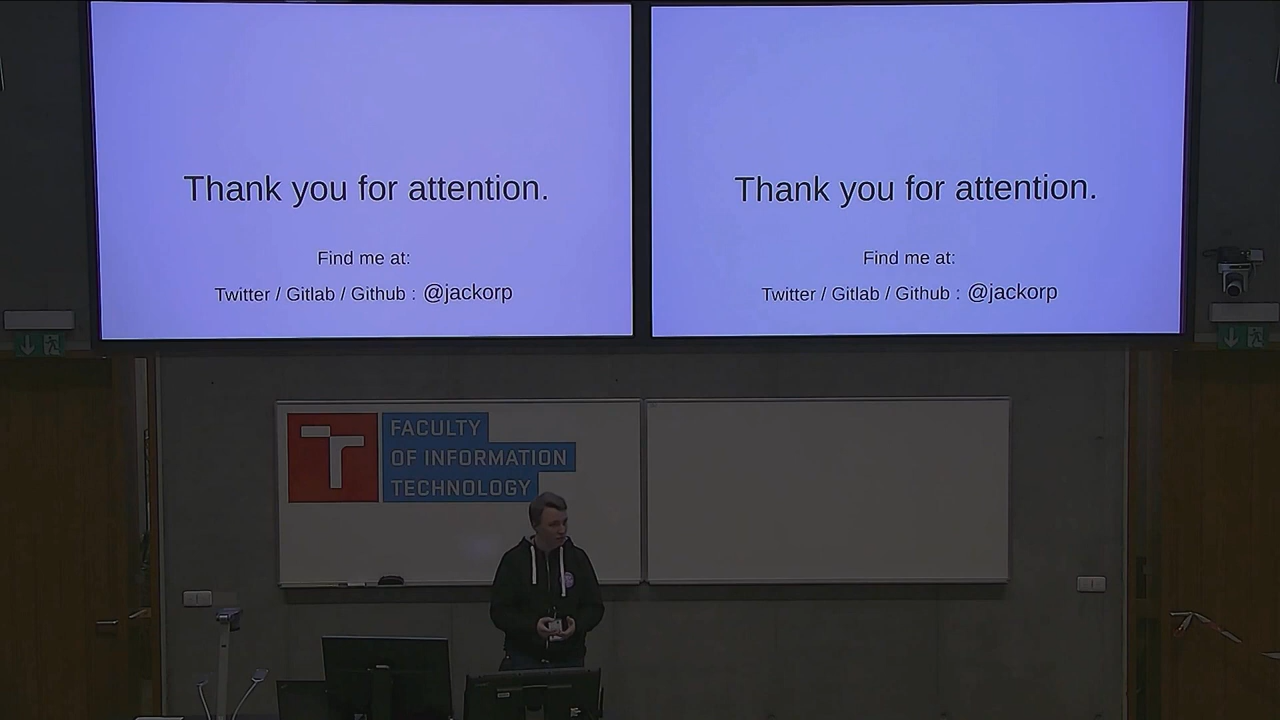 Thank you for attention.
Find me at:
Twitter / Gitlab / Github : @jackorp
Thank you for attention.
Find me at:
Twitter / Gitlab / Github : @jackorp
T
FACULTY
OF INFORMATION
TECHNOLOGY